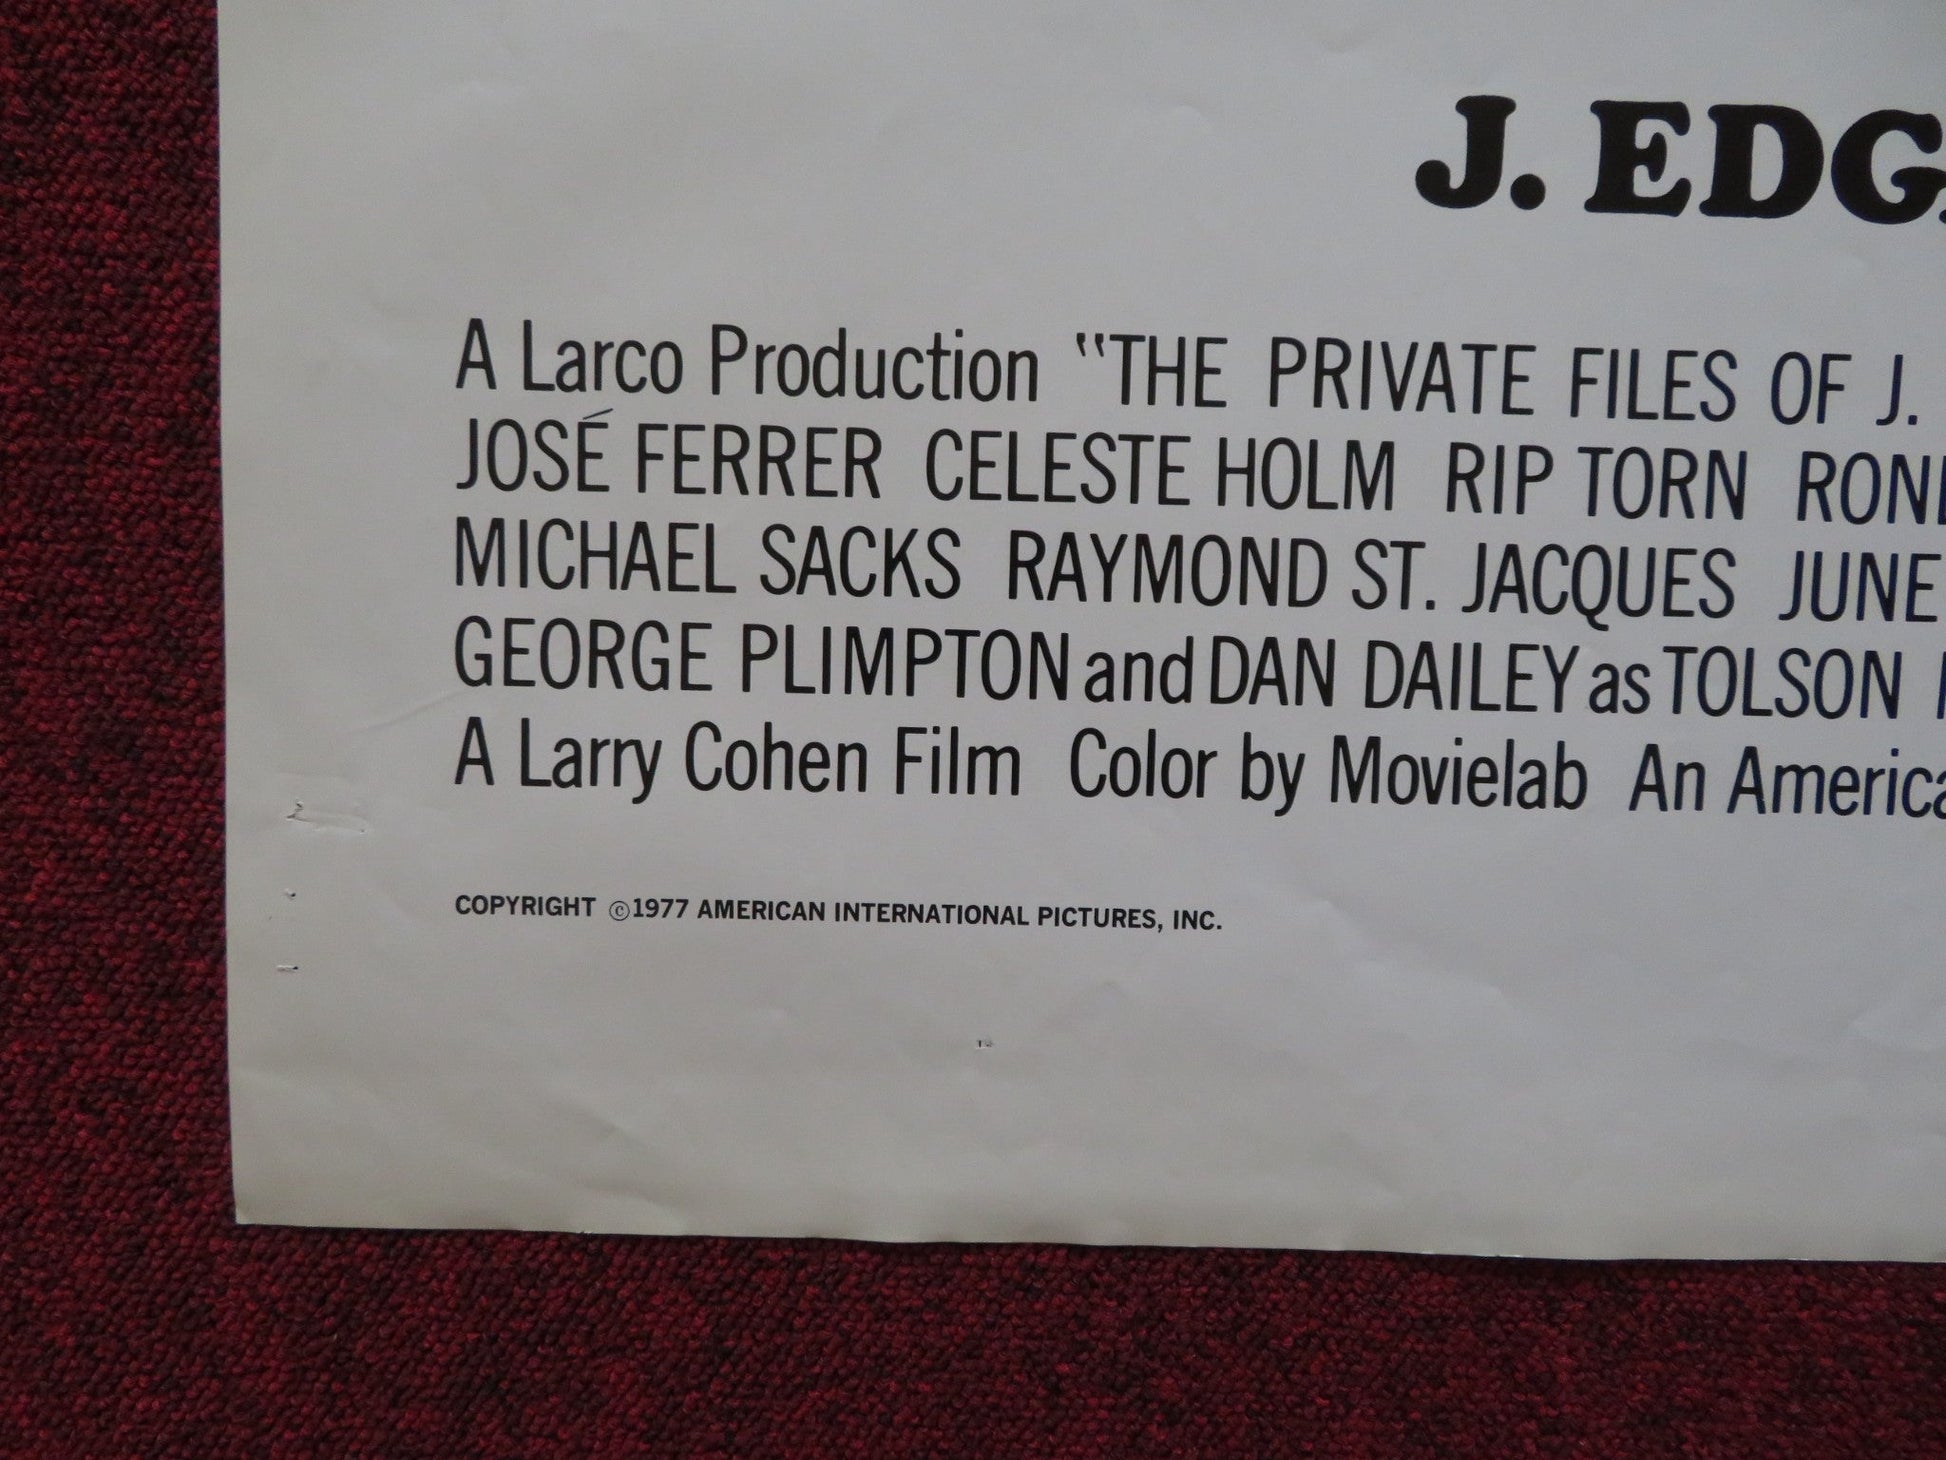 J. EDG
A Larco Production "THE PRIVATE FILES OF J.
JOSÉ FERRER CELESTE HOLM RIP TORN RON
MICHAEL SACKS RAYMOND ST. JACQUES JUNE
GEORGE PLIMPTON and DAN DAILEY as TOLSON
A Larry Cohen Film Color by Movielab An America
COPYRIGHT ©1977 AMERICAN INTERNATIONAL PICTURES, INC.